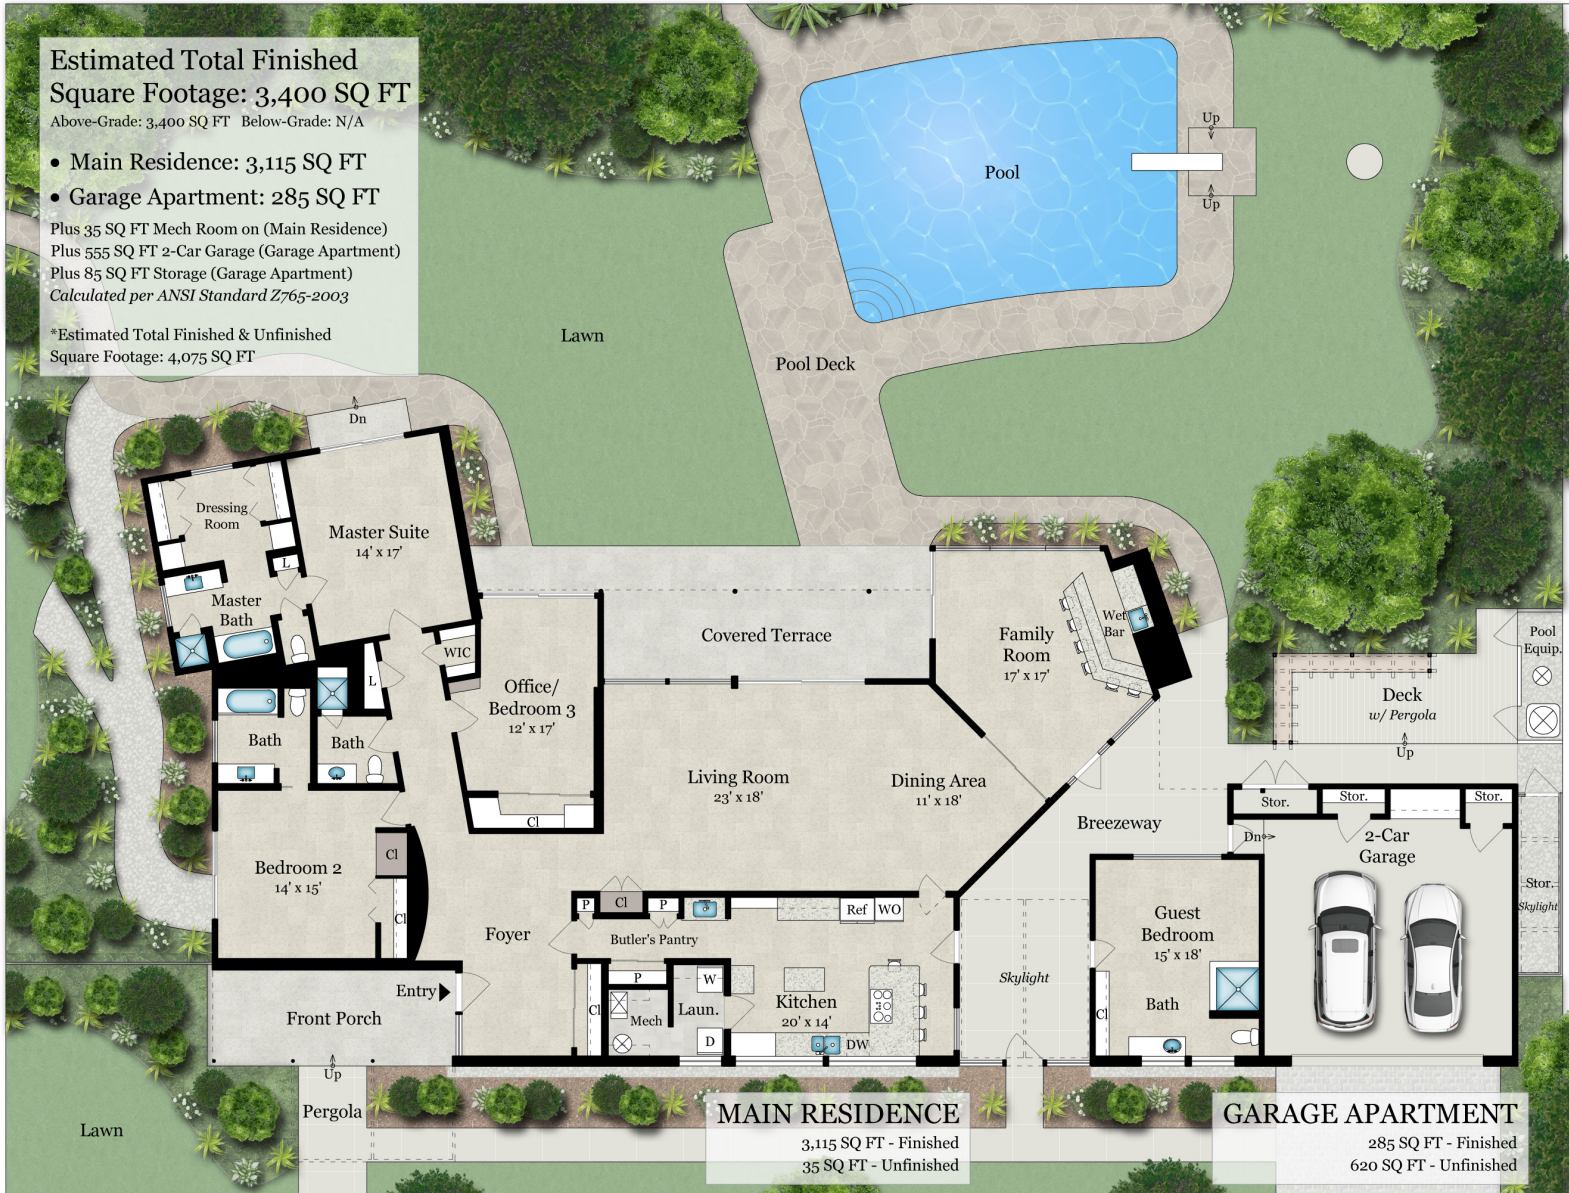 Estimated Total Finished
Square Footage: 3,400 SQ FT
Above-Grade: 3,400 SQ FT Below-Grade: N/A
• Main Residence: 3,115 SQ FT
• Garage Apartment: 285 SQ FT
Plus 35 SQ FT Mech Room on (Main Residence)
Plus 555 SQ FT 2-Car Garage (Garage Apartment)
Plus 85 SQ FT Storage (Garage Apartment)
Calculated per ANSI Standard Z765-2003
*Estimated Total Finished & Unfinished
Square Footage: 4,075 SQ FT
Up
Pool
Up
Lawn
Pool Deck
Dn
Dressing
Room
Master Suite
14' x 17'
L
Master
Bath
WIC
L
Office/
Bedroom 3
12' x 17'
Cl
Covered Terrace
Family
Room
17' x 17'
Wet
Bar
Pool
Equip.
Deck
w/ Pergola
Up
Bath
Bath
Living Room
23' x 18'
Dining Area
11' x 18'
Breezeway
Stor.
Stor.
Stor.
Dn
2-Car
Garage
Stor.
Skylight
Bedroom 2
14' x 15'
Cl
Cl
Foyer
P
Cl
P
Ref
WO
Butler's Pantry
P
W
Laun.
Mech
D
Cl
Kitchen
20' x 14'
DW
Skylight
Guest
Bedroom
15' x 18'
Bath
Cl
Entry
Front Porch
Up
Pergola
Lawn
MAIN RESIDENCE
3,115 SQ FT - Finished
35 SQ FT - Unfinished
GARAGE APARTMENT
285 SQ FT - Finished
620 SQ FT - Unfinished